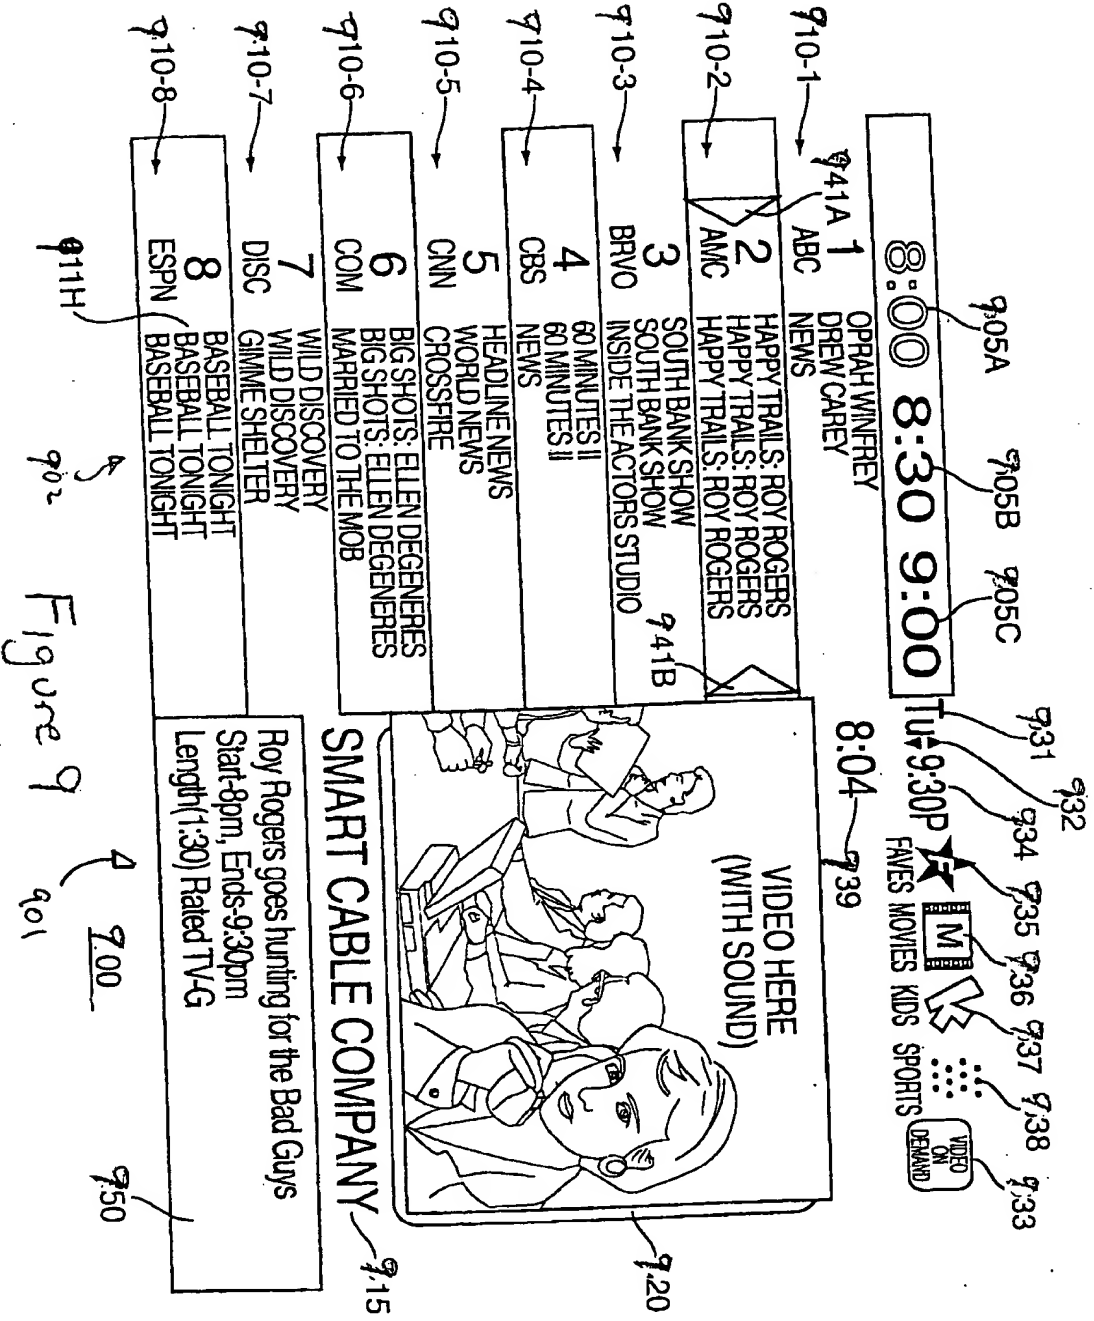 905A 905B 905C 931 932 934 935 936 937 938 933
8:00 8:30 9:00 Tu 9:30P F M K VIDEO ON DEMAND
FAVES MOVIES KIDS SPORTS
8:04 939
910-1
941A
1 ABC
OPRAH WINFREY
DREW CAREY
NEWS
910-2
2 AMC
HAPPY TRAILS: ROY ROGERS
HAPPY TRAILS: ROY ROGERS
HAPPY TRAILS: ROY ROGERS
941B
910-3
3 BRVO
SOUTH BANK SHOW
SOUTH BANK SHOW
INSIDE THE ACTORS STUDIO
910-4
4 CBS
60 MINUTES II
60 MINUTES II
NEWS
910-5
5 CNN
HEADLINE NEWS
WORLD NEWS
CROSSFIRE
910-6
6 COM
BIG SHOTS: ELLEN DEGENERES
BIG SHOTS: ELLEN DEGENERES
MARRIED TO THE MOB
910-7
7 DISC
WILD DISCOVERY
WILD DISCOVERY
GIMME SHELTER
910-8
8 ESPN
BASEBALL TONIGHT
BASEBALL TONIGHT
BASEBALL TONIGHT
911H
VIDEO HERE
(WITH SOUND)
920
SMART CABLE COMPANY
915
Roy Rogers goes hunting for the Bad Guys
Start-8pm, Ends-9:30pm
Length(1:30) Rated TV-G
950
902
901
900
Figure 9